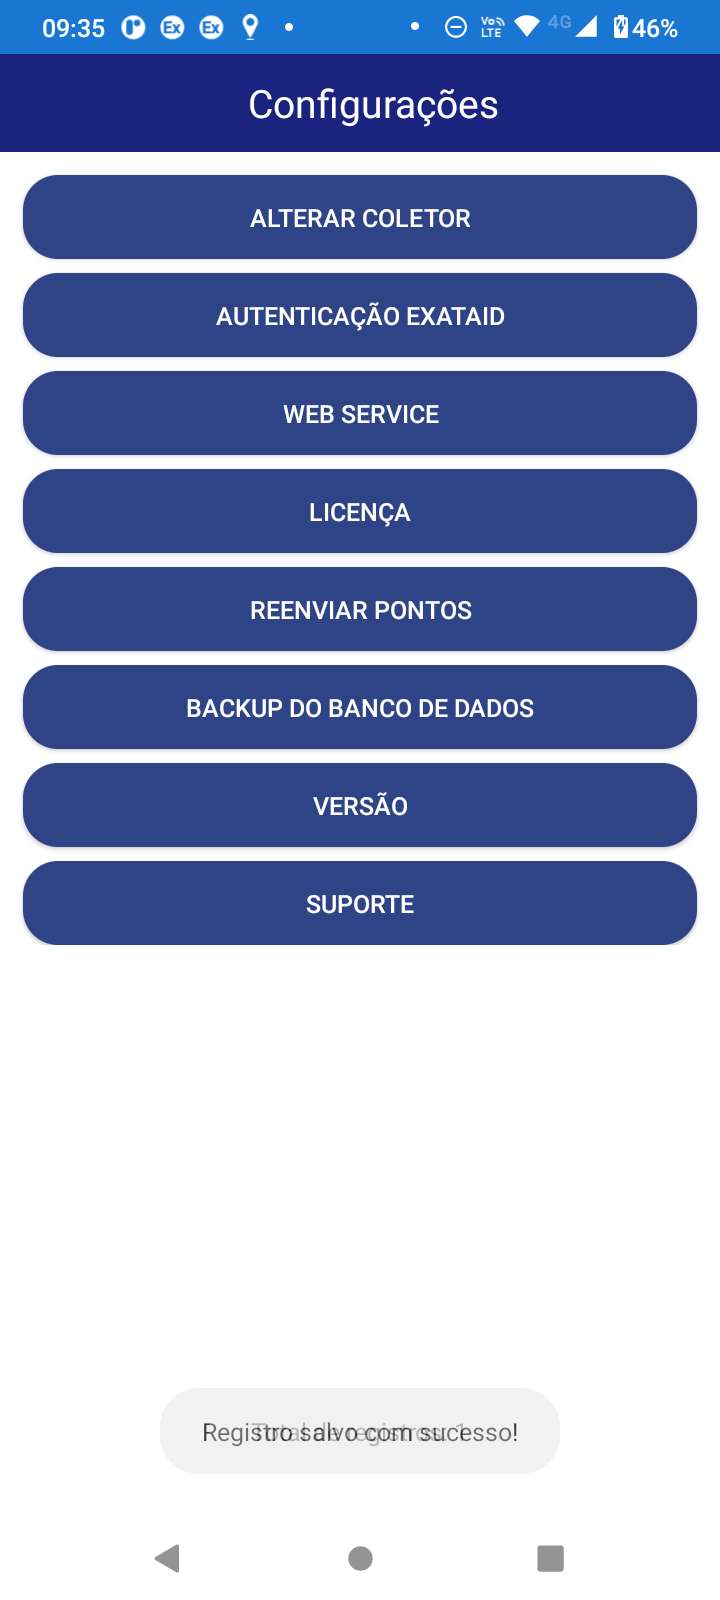 09:35 Ex Ex Vo LTE 4G 46%
Configurações
ALTERAR COLETOR
AUTENTICAÇÃO EXATAID
WEB SERVICE
LICENÇA
REENVIAR PONTOS
BACKUP DO BANCO DE DADOS
VERSÃO
SUPORTE
Registro salvo com sucesso!
Total de registros: 1